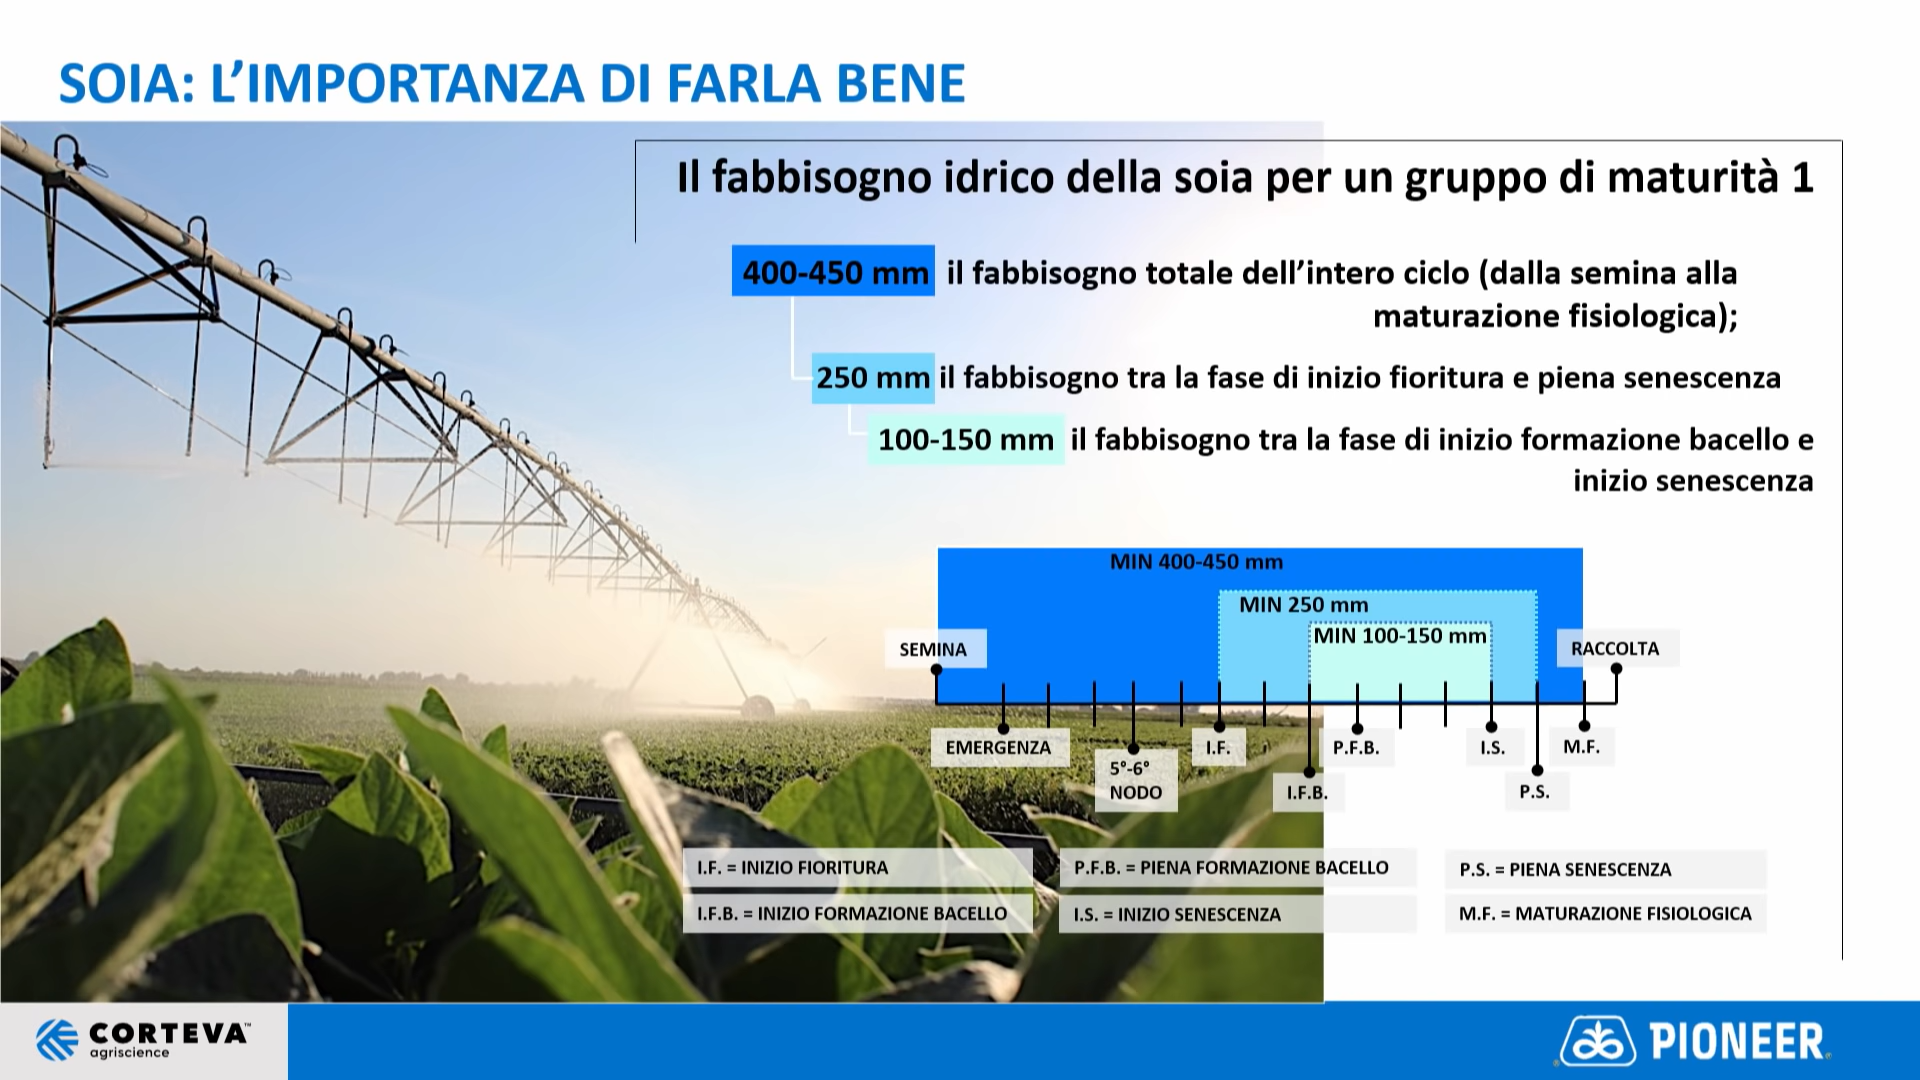 SOIA: L'IMPORTANZA DI FARLA BENE
Il fabbisogno idrico della soia per un gruppo di maturità 1
400-450 mm il fabbisogno totale dell'intero ciclo (dalla semina alla
maturazione fisiologica);
250 mm il fabbisogno tra la fase di inizio fioritura e piena senescenza
100-150 mm il fabbisogno tra la fase di inizio formazione bacello e
inizio senescenza
MIN 400-450 mm
MIN 250 mm
MIN 100-150 mm
SEMINA
RACCOLTA
EMERGENZA
5°-6°
NODO
I.F.
I.F.B.
P.F.B.
I.S.
P.S.
M.F.
I.F. = INIZIO FIORITURA
I.F.B. = INIZIO FORMAZIONE BACELLO
P.F.B. = PIENA FORMAZIONE BACELLO
I.S. = INIZIO SENESCENZA
P.S. = PIENA SENESCENZA
M.F. = MATURAZIONE FISIOLOGICA
CORTEVA™
agriscience
PIONEER®